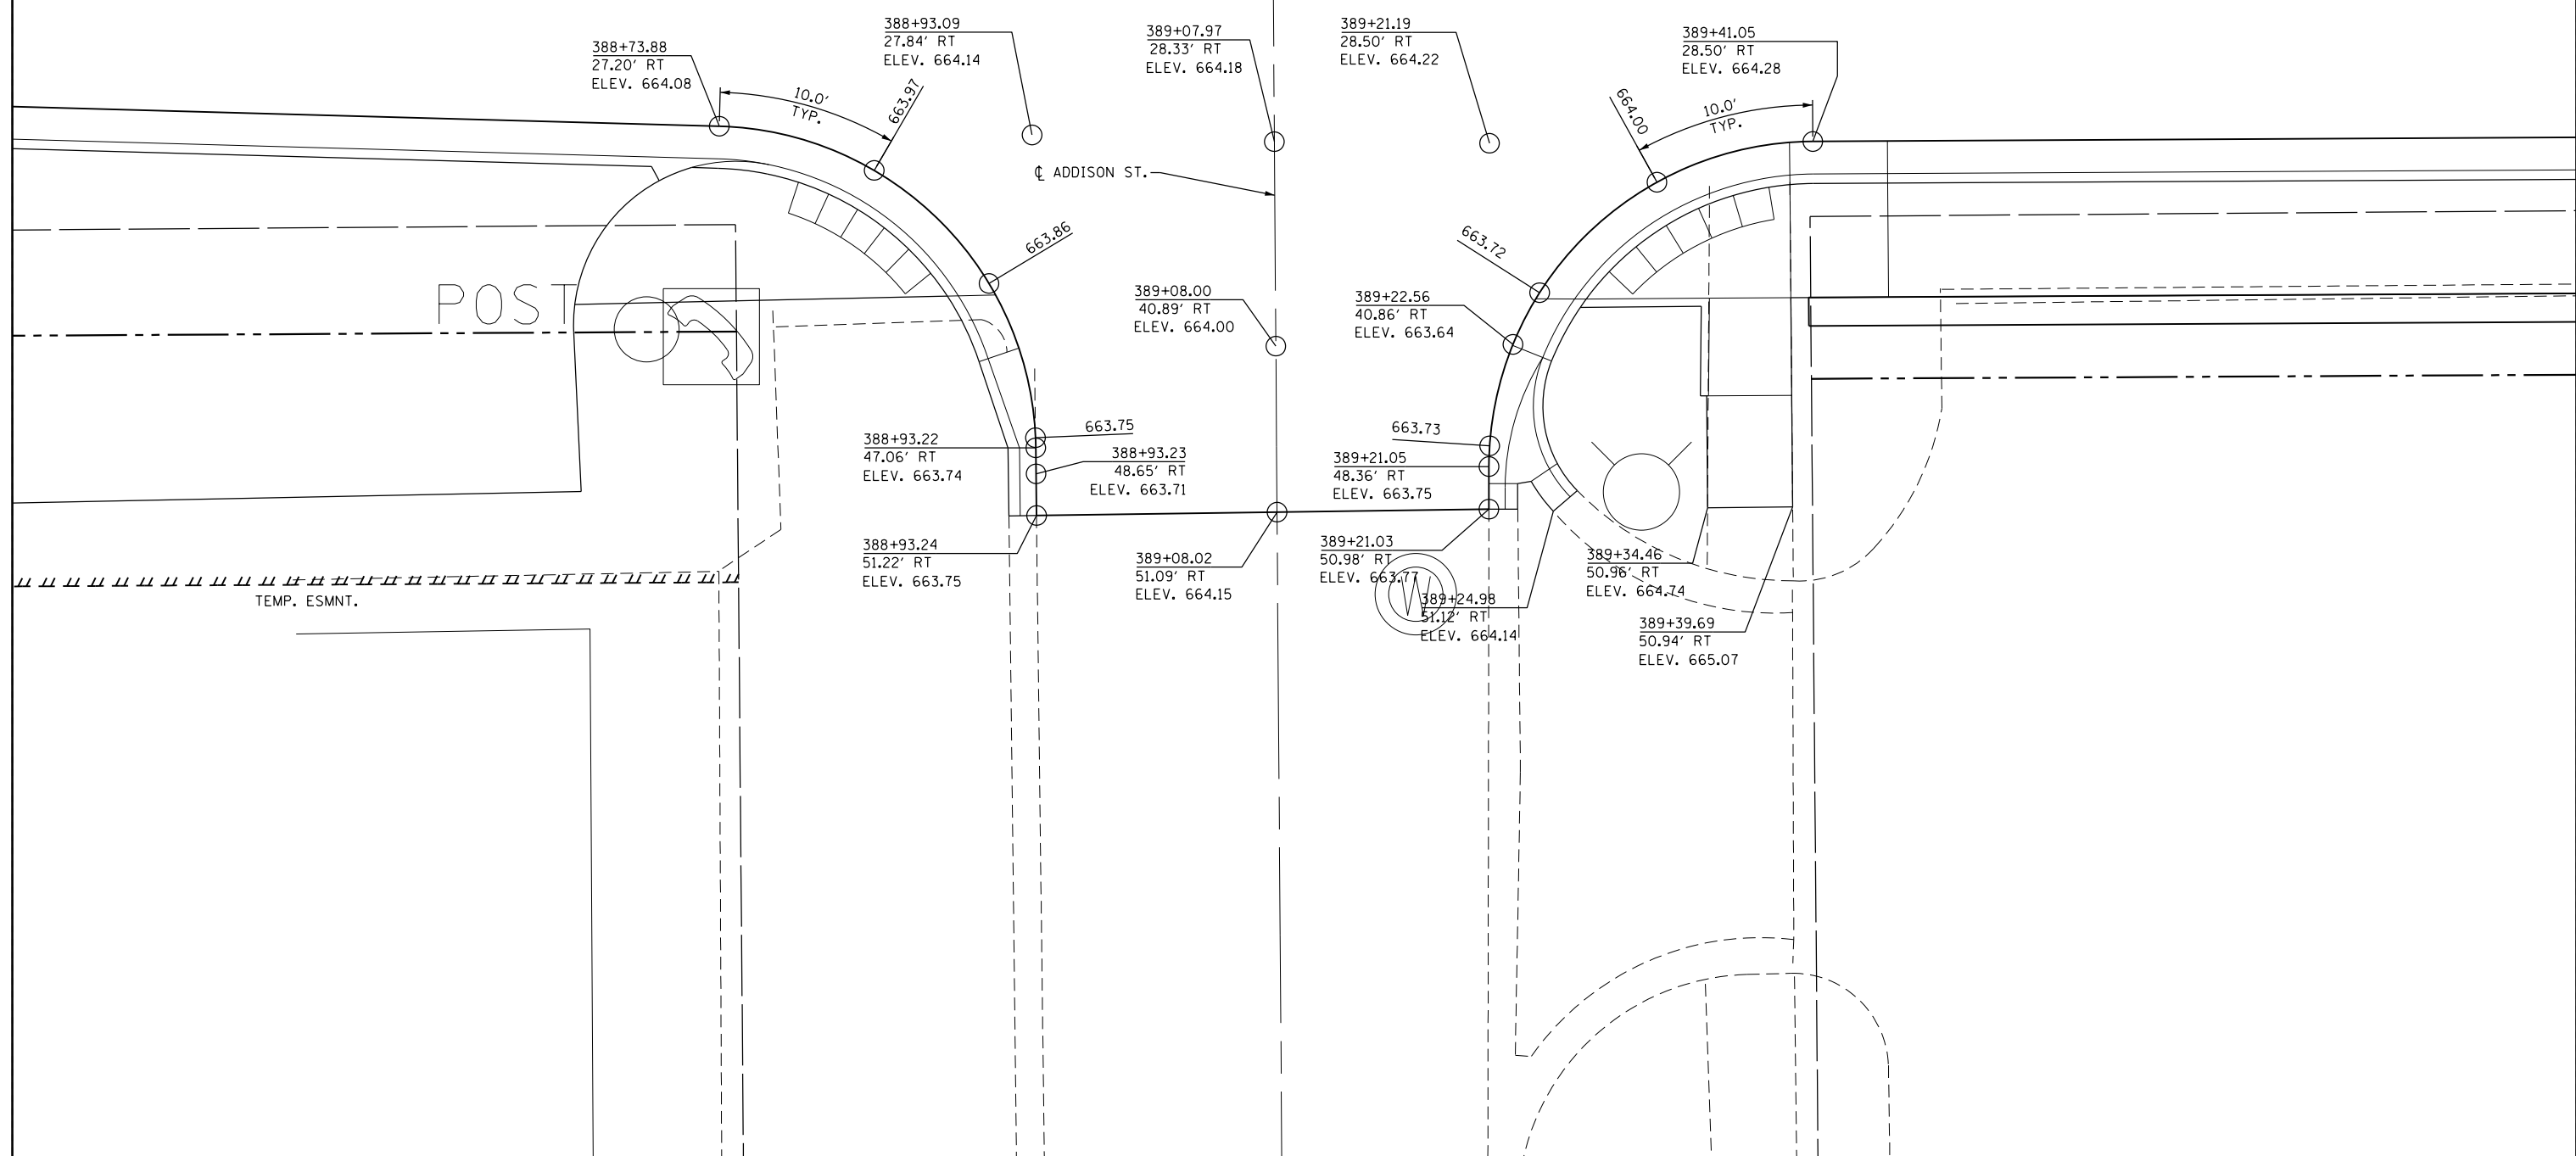 388+73.88
27.20' RT
ELEV. 664.08
388+93.09
27.84' RT
ELEV. 664.14
389+07.97
28.33' RT
ELEV. 664.18
389+21.19
28.50' RT
ELEV. 664.22
389+41.05
28.50' RT
ELEV. 664.28
10.0'
TYP.
663.97
664.00
10.0'
TYP.
℄ ADDISON ST.
663.86
663.72
POST
389+08.00
40.89' RT
ELEV. 664.00
389+22.56
40.86' RT
ELEV. 663.64
663.75
663.73
388+93.22
47.06' RT
ELEV. 663.74
388+93.23
48.65' RT
ELEV. 663.71
389+21.05
48.36' RT
ELEV. 663.75
388+93.24
51.22' RT
ELEV. 663.75
389+08.02
51.09' RT
ELEV. 664.15
389+21.03
50.98' RT
ELEV. 663.77
389+34.46
50.96' RT
ELEV. 664.74
W
389+24.98
51.12' RT
ELEV. 664.14
389+39.69
50.94' RT
ELEV. 665.07
TEMP. ESMNT.